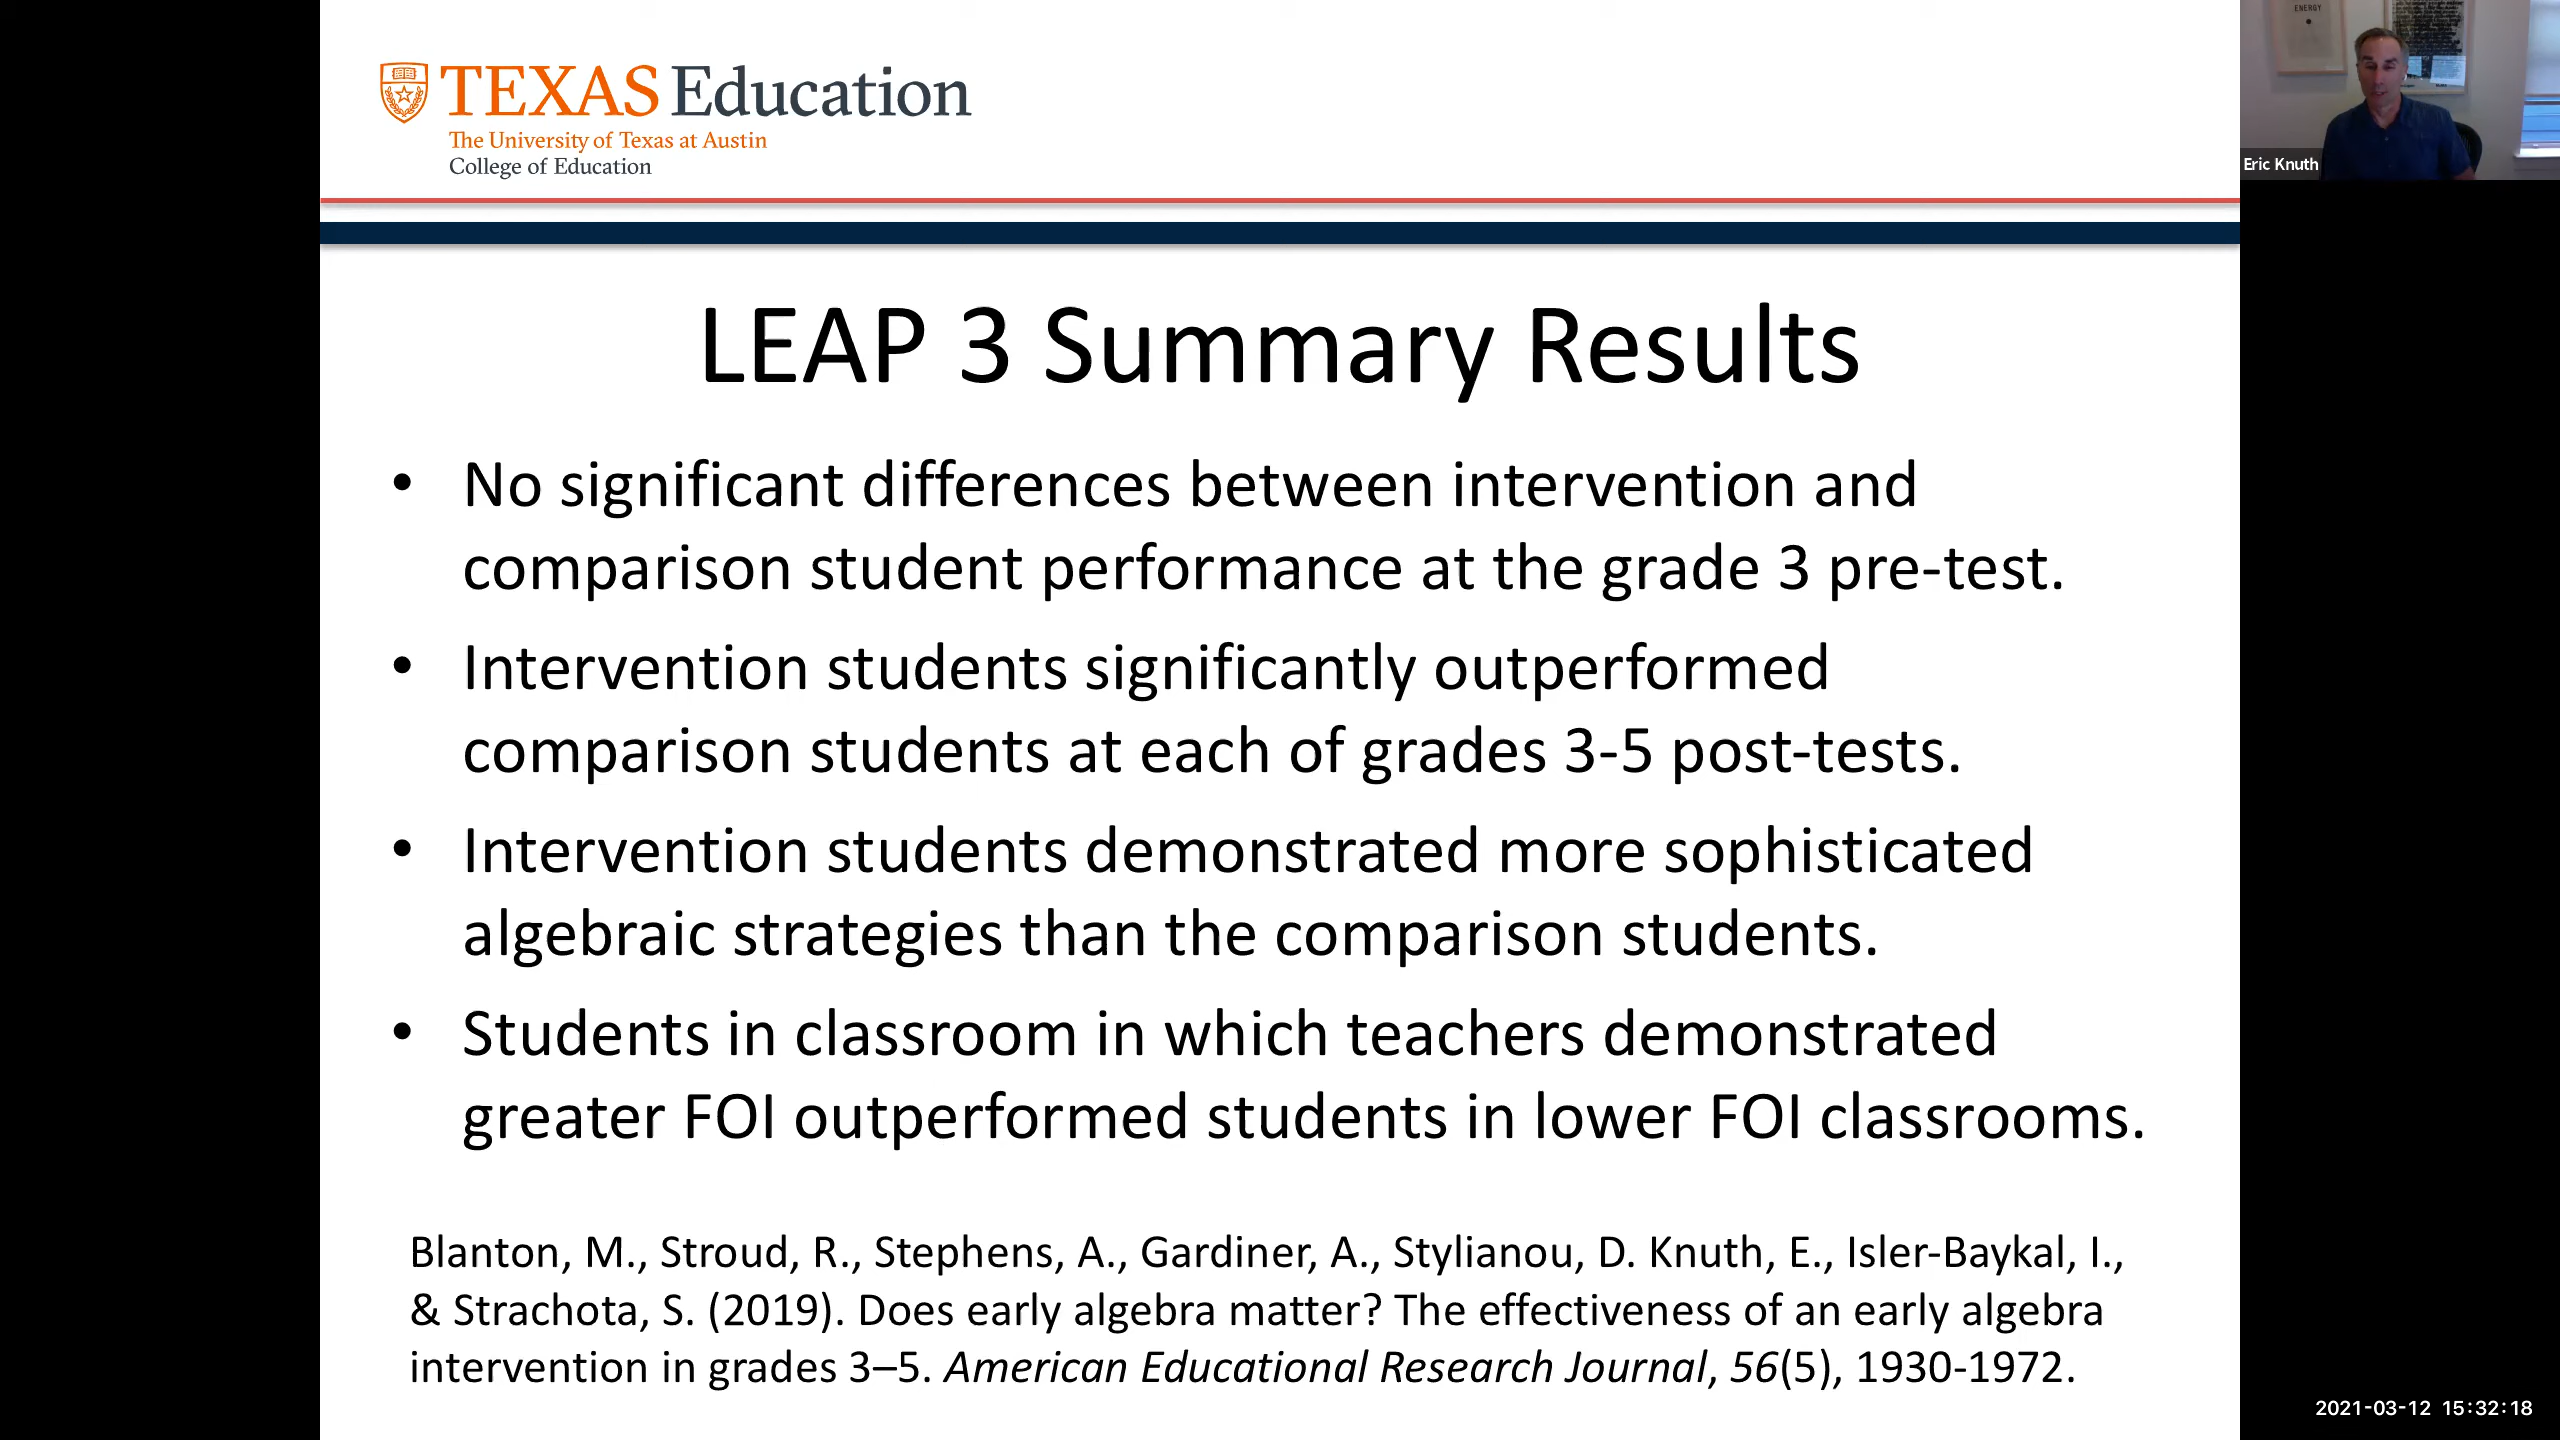 TEXAS Education
The University of Texas at Austin
College of Education
ENERGY
Eric Knuth
LEAP 3 Summary Results
• No significant differences between intervention and
comparison student performance at the grade 3 pre-test.
• Intervention students significantly outperformed
comparison students at each of grades 3-5 post-tests.
• Intervention students demonstrated more sophisticated
algebraic strategies than the comparison students.
• Students in classroom in which teachers demonstrated
greater FOI outperformed students in lower FOI classrooms.
Blanton, M., Stroud, R., Stephens, A., Gardiner, A., Stylianou, D. Knuth, E., Isler-Baykal, I.,
& Strachota, S. (2019). Does early algebra matter? The effectiveness of an early algebra
intervention in grades 3–5. American Educational Research Journal, 56(5), 1930-1972.
2021-03-12 15:32:18